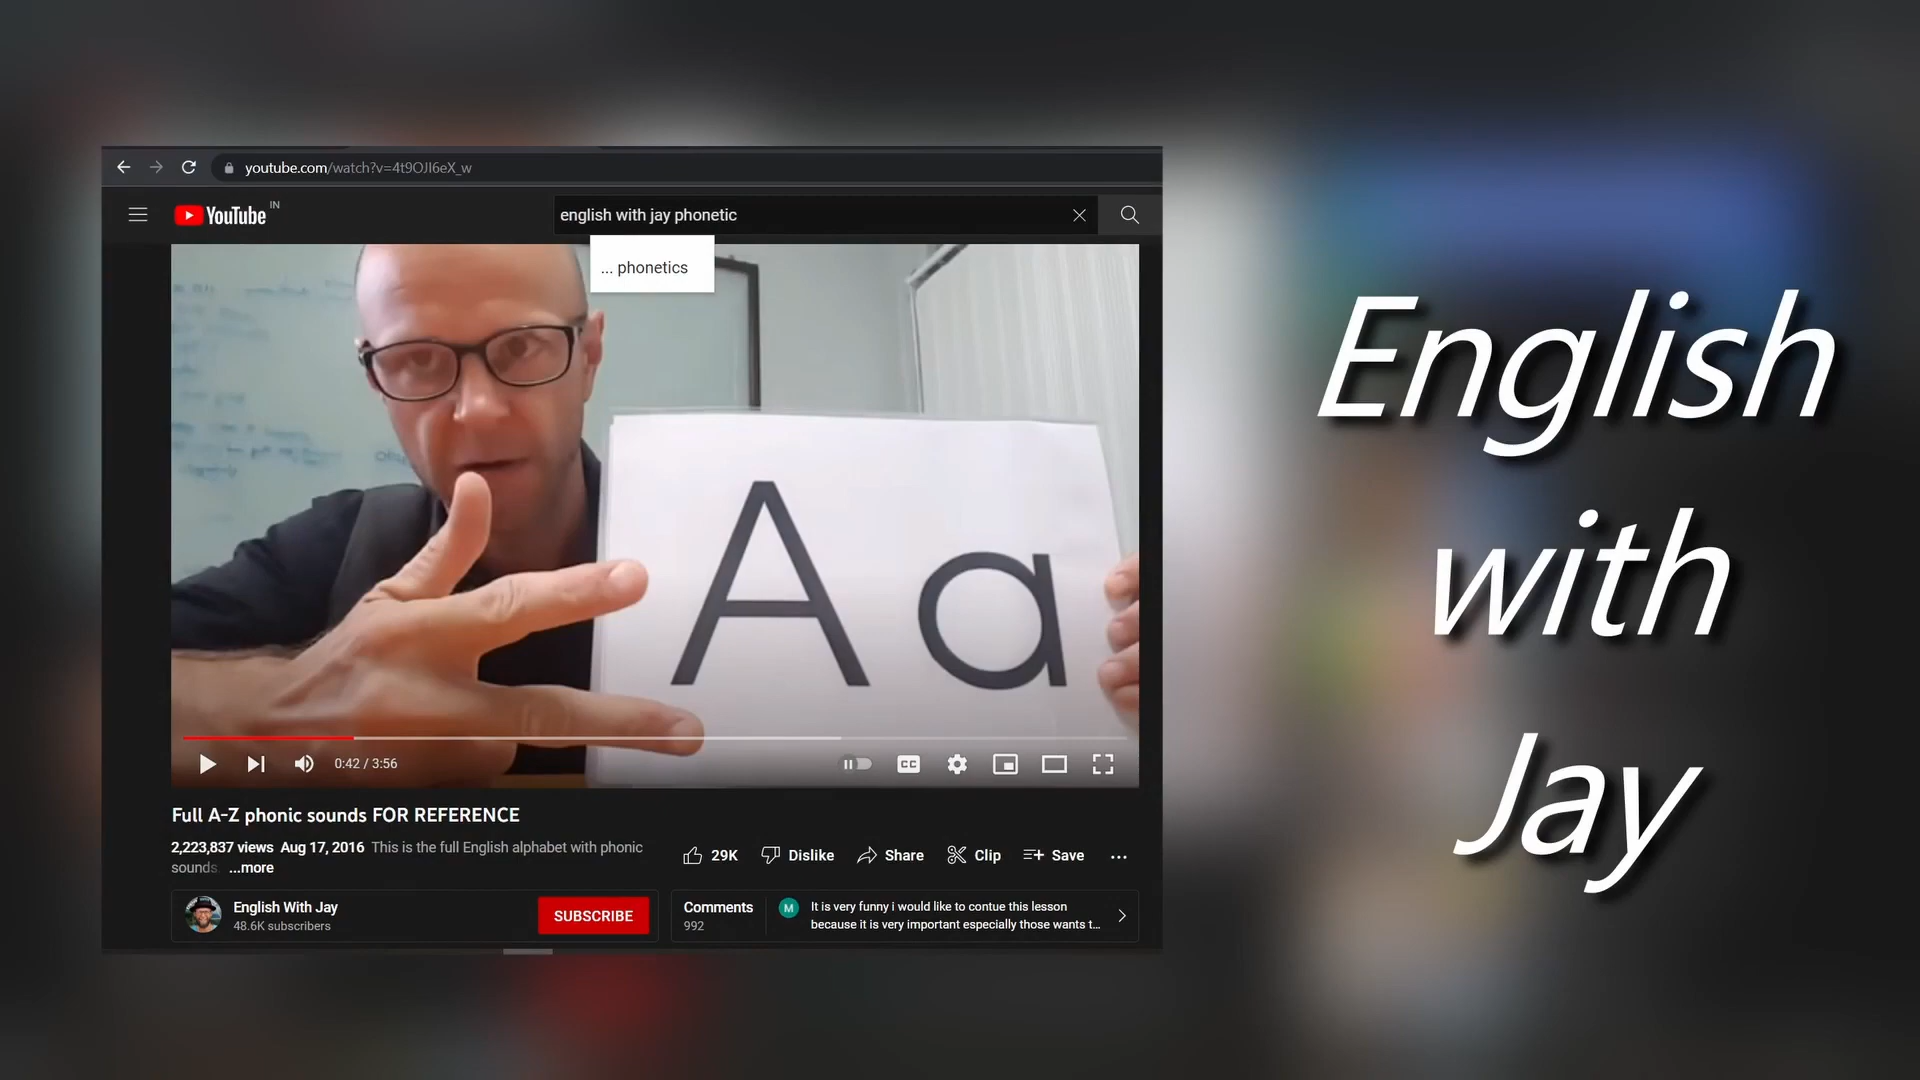 youtube.com/watch?v=4t9OJI6eX_w
YouTube IN
english with jay phonetic
... phonetics
A a
0:42 / 3:56
CC
Full A-Z phonic sounds FOR REFERENCE
2,223,837 views Aug 17, 2016 This is the full English alphabet with phonic
sounds. ...more
29K Dislike Share Clip Save ...
English With Jay
48.6K subscribers
SUBSCRIBE
Comments
992
M
It is very funny i would like to contue this lesson
because it is very important especially those wants t...
English
with
Jay